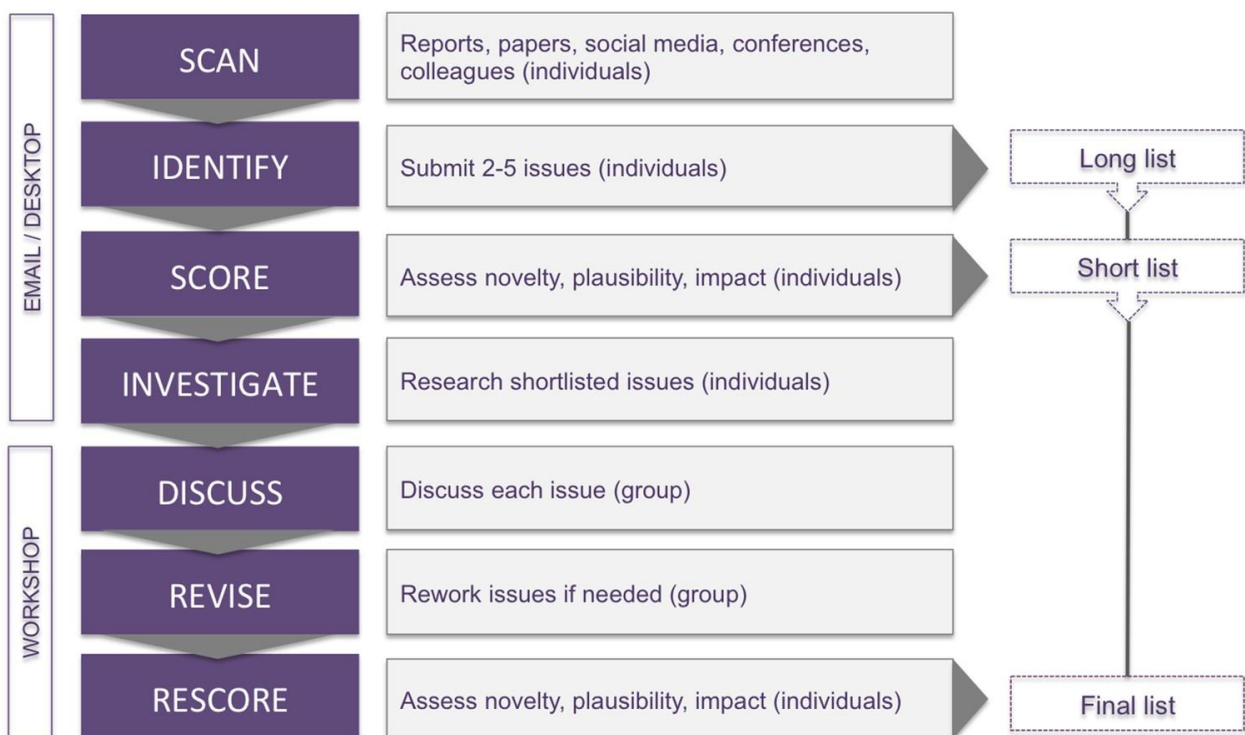 EMAIL / DESKTOP
SCAN
Reports, papers, social media, conferences,
colleagues (individuals)
IDENTIFY
Submit 2-5 issues (individuals)
Long list
SCORE
Assess novelty, plausibility, impact (individuals)
Short list
INVESTIGATE
Research shortlisted issues (individuals)
WORKSHOP
DISCUSS
Discuss each issue (group)
REVISE
Rework issues if needed (group)
RESCORE
Assess novelty, plausibility, impact (individuals)
Final list